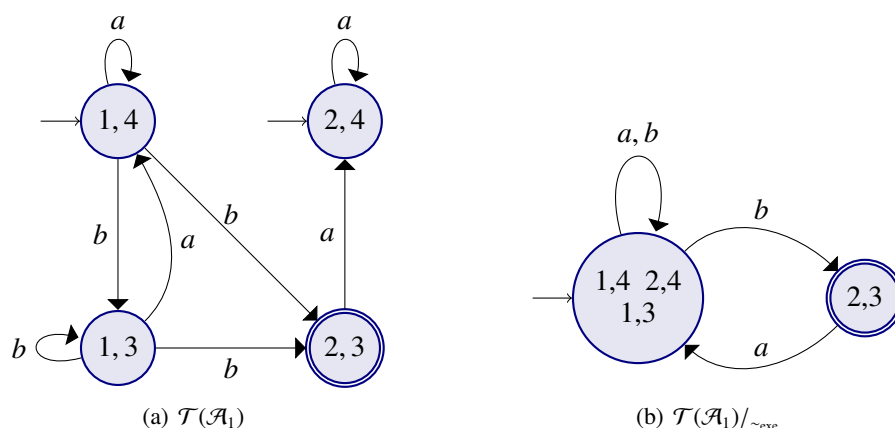 a
a
1, 4
2, 4
a, b
b
b
a
b
1,4 2,4
1,3
2,3
b
1, 3
2, 3
a
b
(a) 𝒯(𝒜₁)
(b) 𝒯(𝒜₁)/~exe